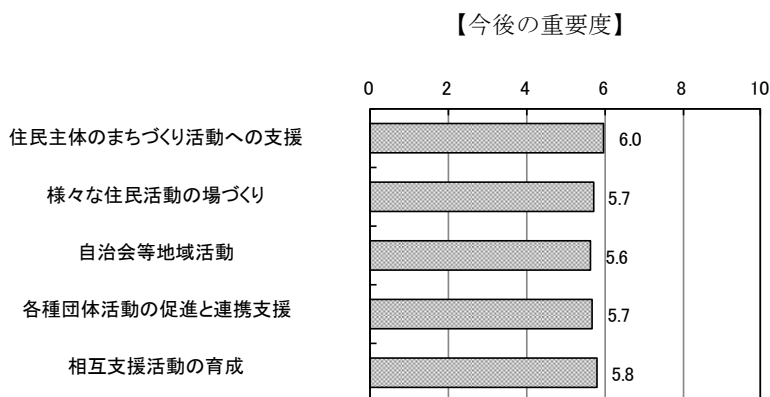 【今後の重要度】
0 2 4 6 8 10
住民主体のまちづくり活動への支援 6.0
様々な住民活動の場づくり 5.7
自治会等地域活動 5.6
各種団体活動の促進と連携支援 5.7
相互支援活動の育成 5.8